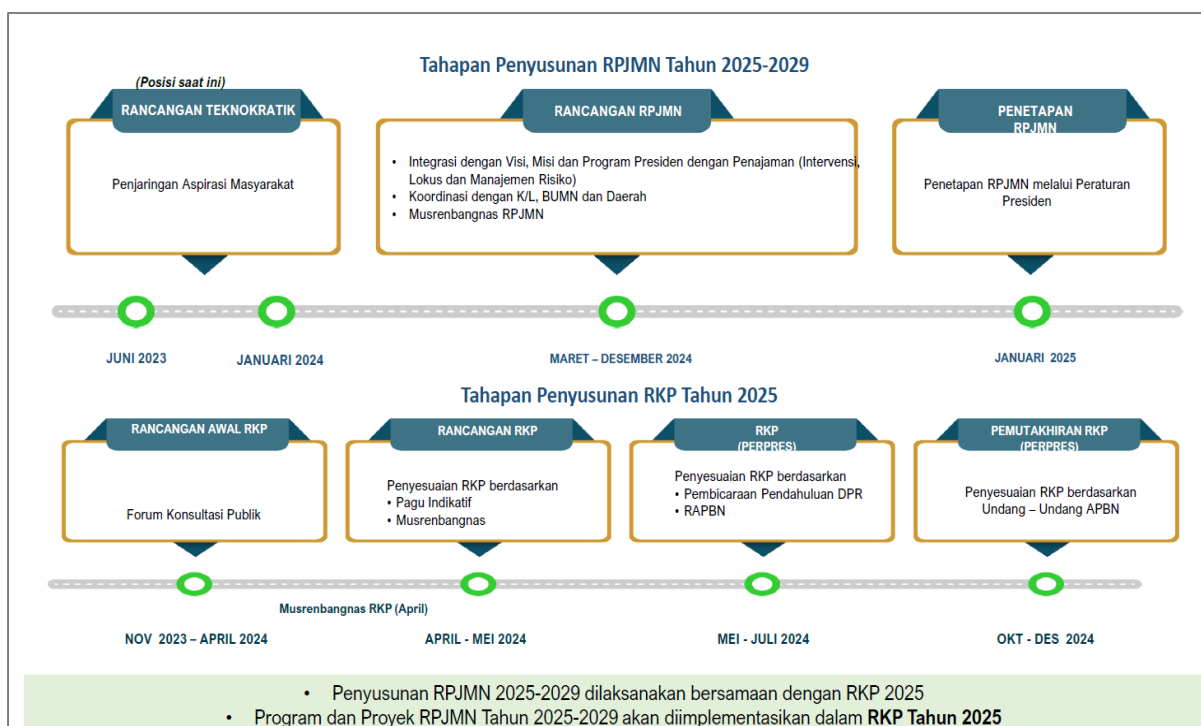 Tahapan Penyusunan RPJMN Tahun 2025-2029
(Posisi saat ini)
RANCANGAN TEKNOKRATIK
Penjaringan Aspirasi Masyarakat
RANCANGAN RPJMN
• Integrasi dengan Visi, Misi dan Program Presiden dengan Penajaman (Intervensi,
Lokus dan Manajemen Risiko)
• Koordinasi dengan K/L, BUMN dan Daerah
• Musrenbangnas RPJMN
PENETAPAN
RPJMN
Penetapan RPJMN melalui Peraturan
Presiden
JUNI 2023
JANUARI 2024
MARET – DESEMBER 2024
JANUARI 2025
Tahapan Penyusunan RKP Tahun 2025
RANCANGAN AWAL RKP
Forum Konsultasi Publik
RANCANGAN RKP
Penyesuaian RKP berdasarkan
• Pagu Indikatif
• Musrenbangnas
RKP
(PERPRES)
Penyesuaian RKP berdasarkan
• Pembicaraan Pendahuluan DPR
• RAPBN
PEMUTAKHIRAN RKP
(PERPRES)
Penyesuaian RKP berdasarkan
Undang – Undang APBN
Musrenbangnas RKP (April)
NOV 2023 – APRIL 2024
APRIL - MEI 2024
MEI - JULI 2024
OKT - DES 2024
• Penyusunan RPJMN 2025-2029 dilaksanakan bersamaan dengan RKP 2025
• Program dan Proyek RPJMN Tahun 2025-2029 akan diimplementasikan dalam RKP Tahun 2025